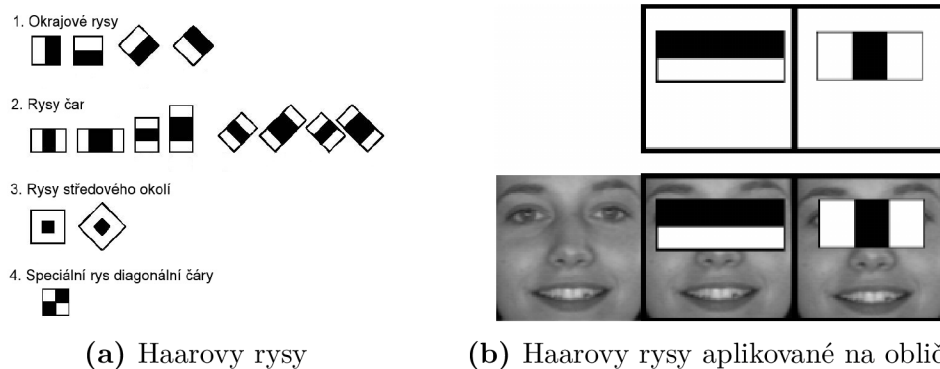 1. Okrajové rysy
2. Rysy čar
3. Rysy středového okolí
4. Speciální rys diagonální čáry
(a) Haarovy rysy
(b) Haarovy rysy aplikované na oblič